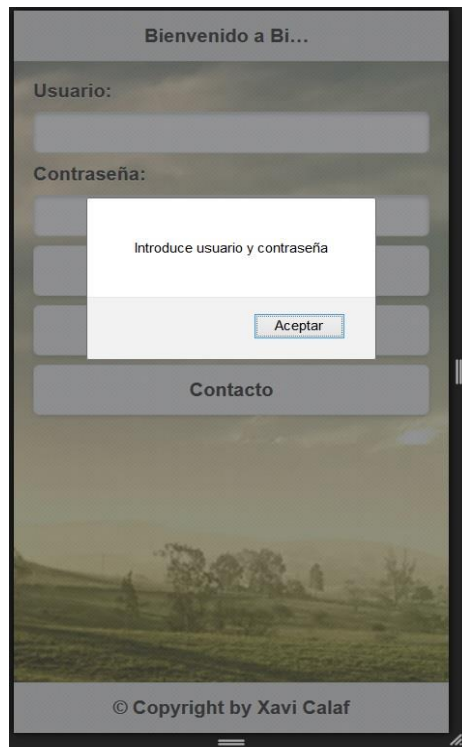 Bienvenido a Bi...
Usuario:
Contraseña:
Introduce usuario y contraseña
Aceptar
Contacto
© Copyright by Xavi Calaf